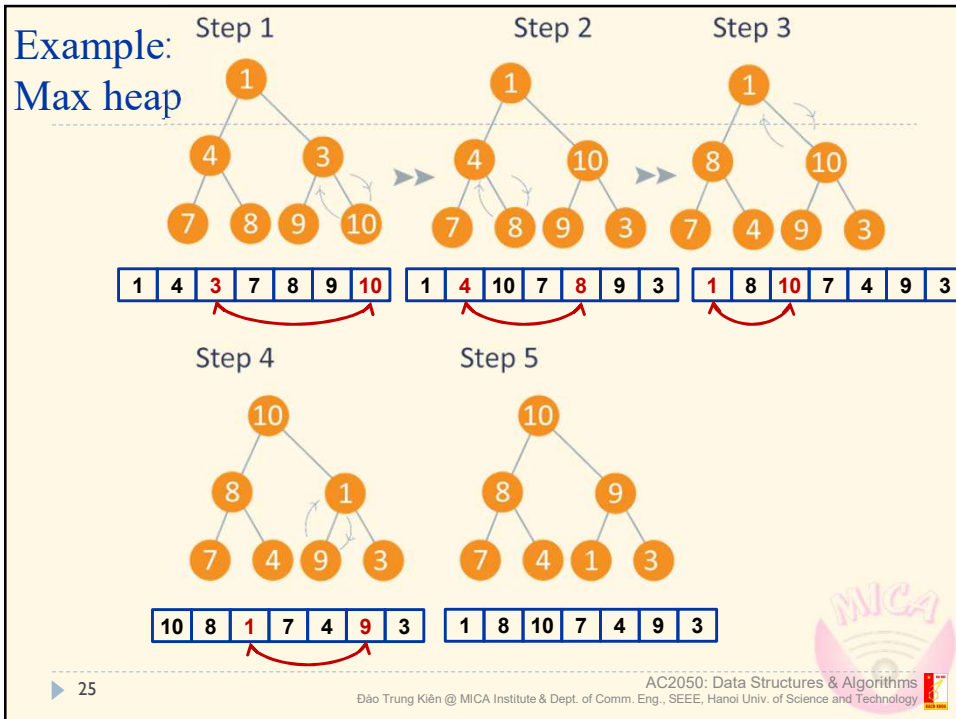 Example:
Max heap
Step 1
Step 2
Step 3
1
4 3
7 8 9 10
1
4 10
7 8 9 3
1
8 10
7 4 9 3
1 4 3 7 8 9 10
1 4 10 7 8 9 3
1 8 10 7 4 9 3
Step 4
Step 5
10
8 1
7 4 9 3
10
8 9
7 4 1 3
10 8 1 7 4 9 3
1 8 10 7 4 9 3
MICA
25
AC2050: Data Structures & Algorithms
Đào Trung Kiên @ MICA Institute & Dept. of Comm. Eng., SEEE, Hanoi Univ. of Science and Technology